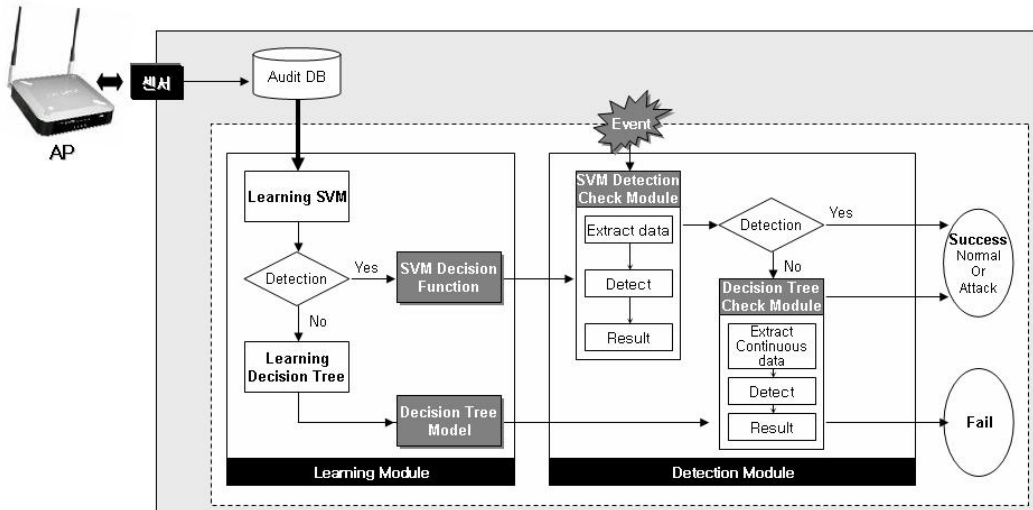 센서
Audit DB
AP
Event
Learning SVM
Detection
Yes
No
SVM Decision
Function
Learning
Decision Tree
Decision Tree
Model
Learning Module
SVM Detection
Check Module
Extract data
Detect
Result
Detection
Yes
No
Decision Tree
Check Module
Extract
Continuous
data
Detect
Result
Detection Module
Success
Normal
Or
Attack
Fail